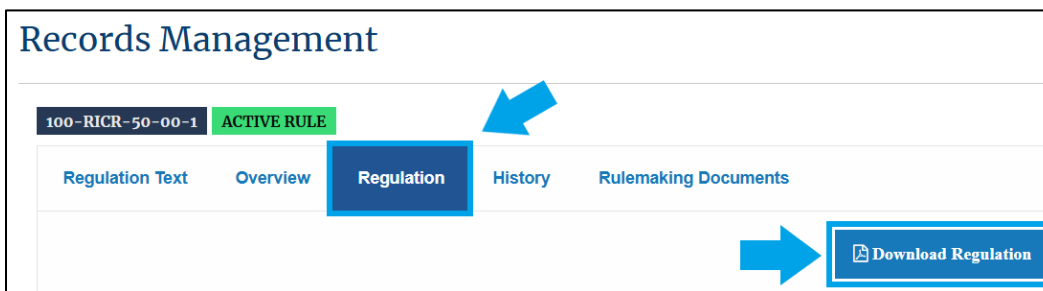 Records Management
100-RICR-50-00-1 ACTIVE RULE
Regulation Text Overview Regulation History Rulemaking Documents
Download Regulation